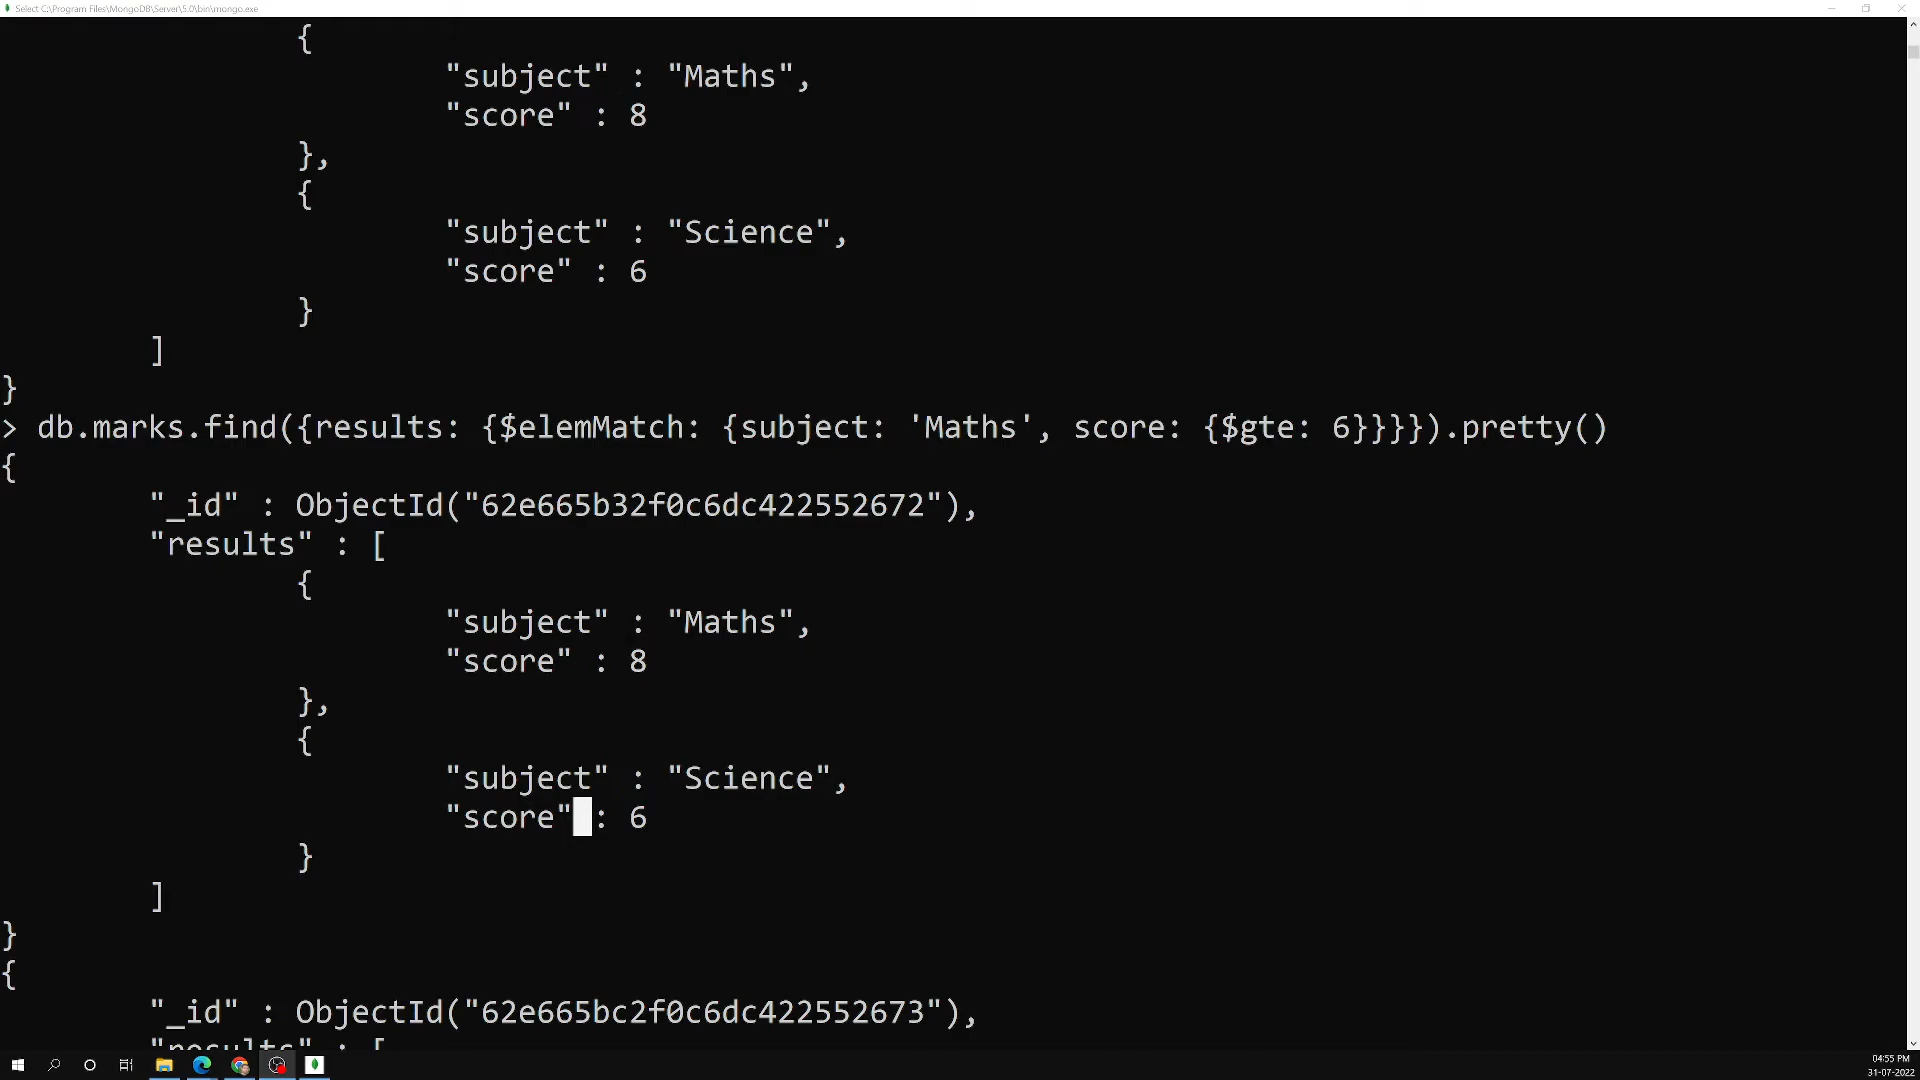 Select C:\Program Files\MongoDB\Server\5.0\bin\mongo.exe
{
"subject" : "Maths",
"score" : 8
},
{
"subject" : "Science",
"score" : 6
}
]
}
> db.marks.find({results: {$elemMatch: {subject: 'Maths', score: {$gte: 6}}}}).pretty()
{
"_id" : ObjectId("62e665b32f0c6dc422552672"),
"results" : [
{
"subject" : "Maths",
"score" : 8
},
{
"subject" : "Science",
"score" : 6
}
]
}
{
"_id" : ObjectId("62e665bc2f0c6dc422552673"),
"results" : [
04:55 PM
31-07-2022